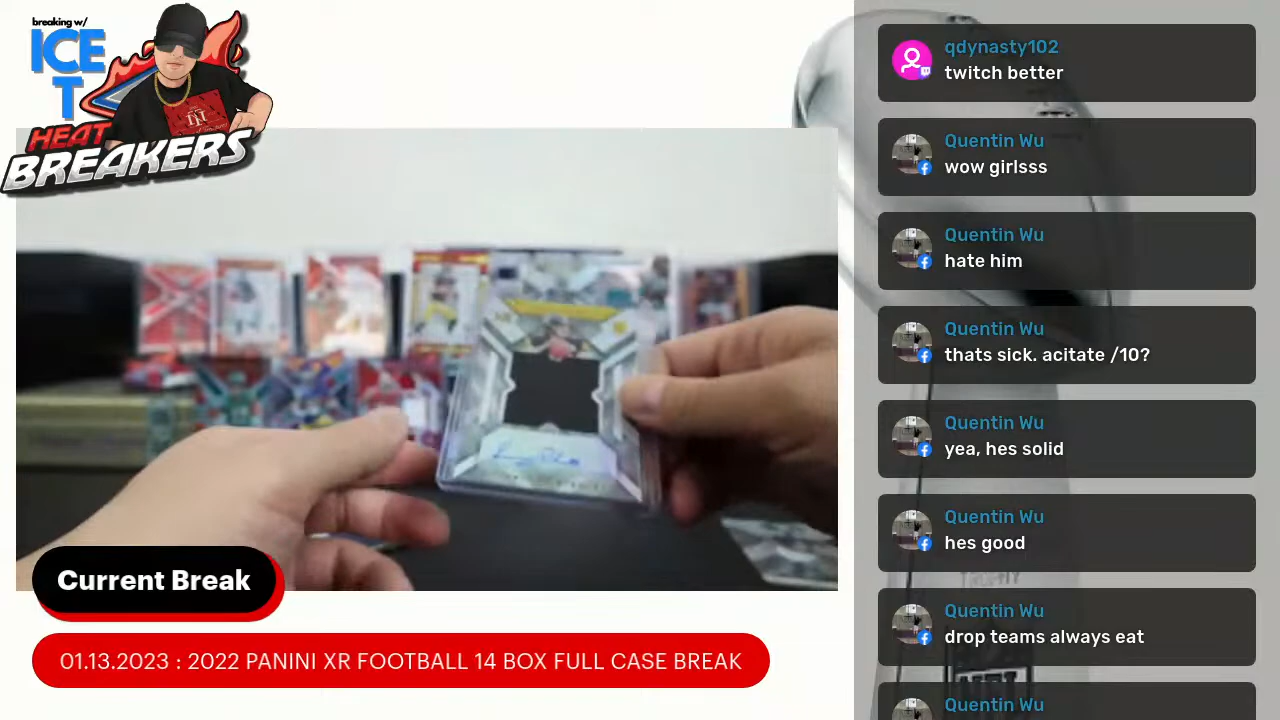 breaking w/
ICE
T
HEAT
BREAKERS
Current Break
01.13.2023 : 2022 PANINI XR FOOTBALL 14 BOX FULL CASE BREAK
qdynasty102
twitch better
Quentin Wu
wow girlsss
Quentin Wu
hate him
Quentin Wu
thats sick. acitate /10?
Quentin Wu
yea, hes solid
Quentin Wu
hes good
Quentin Wu
drop teams always eat
Quentin Wu